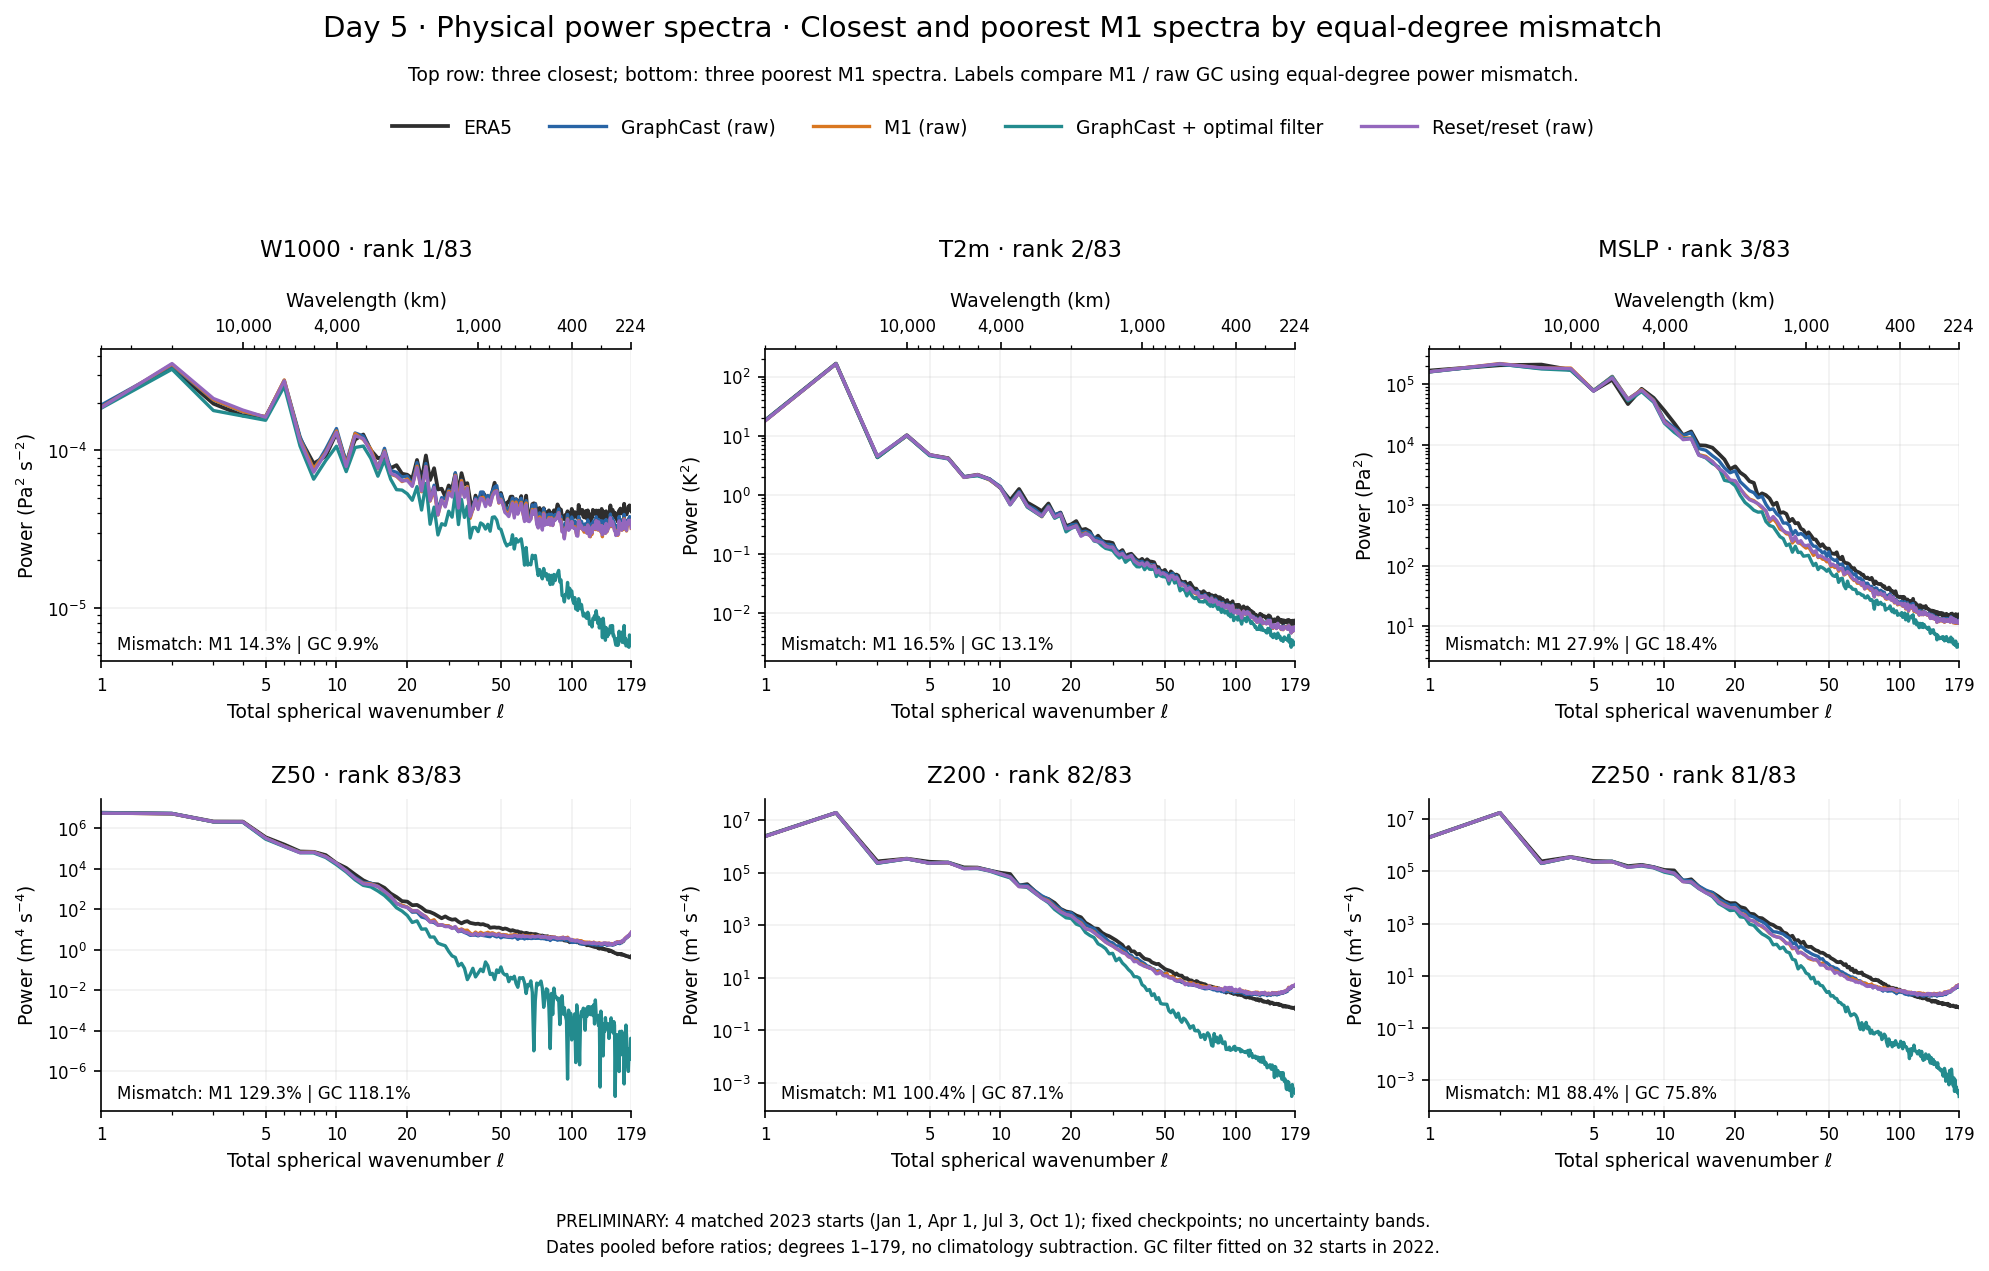 Day 5 · Physical power spectra · Closest and poorest M1 spectra by equal-degree mismatch
Top row: three closest; bottom: three poorest M1 spectra. Labels compare M1 / raw GC using equal-degree power mismatch.
ERA5 GraphCast (raw) M1 (raw) GraphCast + optimal filter Reset/reset (raw)
W1000 · rank 1/83
Wavelength (km)
10,000 4,000 1,000 400 224
Power (Pa² s⁻²)
10⁻⁴
10⁻⁵
Mismatch: M1 14.3% | GC 9.9%
1 5 10 20 50 100 179
Total spherical wavenumber ℓ
T2m · rank 2/83
Wavelength (km)
10,000 4,000 1,000 400 224
Power (K²)
10²
10¹
10⁰
10⁻¹
10⁻²
Mismatch: M1 16.5% | GC 13.1%
1 5 10 20 50 100 179
Total spherical wavenumber ℓ
MSLP · rank 3/83
Wavelength (km)
10,000 4,000 1,000 400 224
Power (Pa²)
10⁵
10⁴
10³
10²
10¹
Mismatch: M1 27.9% | GC 18.4%
1 5 10 20 50 100 179
Total spherical wavenumber ℓ
Z50 · rank 83/83
Power (m⁴ s⁻⁴)
10⁶
10⁴
10²
10⁰
10⁻²
10⁻⁴
10⁻⁶
Mismatch: M1 129.3% | GC 118.1%
1 5 10 20 50 100 179
Total spherical wavenumber ℓ
Z200 · rank 82/83
Power (m⁴ s⁻⁴)
10⁷
10⁵
10³
10¹
10⁻¹
10⁻³
Mismatch: M1 100.4% | GC 87.1%
1 5 10 20 50 100 179
Total spherical wavenumber ℓ
Z250 · rank 81/83
Power (m⁴ s⁻⁴)
10⁷
10⁵
10³
10¹
10⁻¹
10⁻³
Mismatch: M1 88.4% | GC 75.8%
1 5 10 20 50 100 179
Total spherical wavenumber ℓ
PRELIMINARY: 4 matched 2023 starts (Jan 1, Apr 1, Jul 3, Oct 1); fixed checkpoints; no uncertainty bands.
Dates pooled before ratios; degrees 1–179, no climatology subtraction. GC filter fitted on 32 starts in 2022.